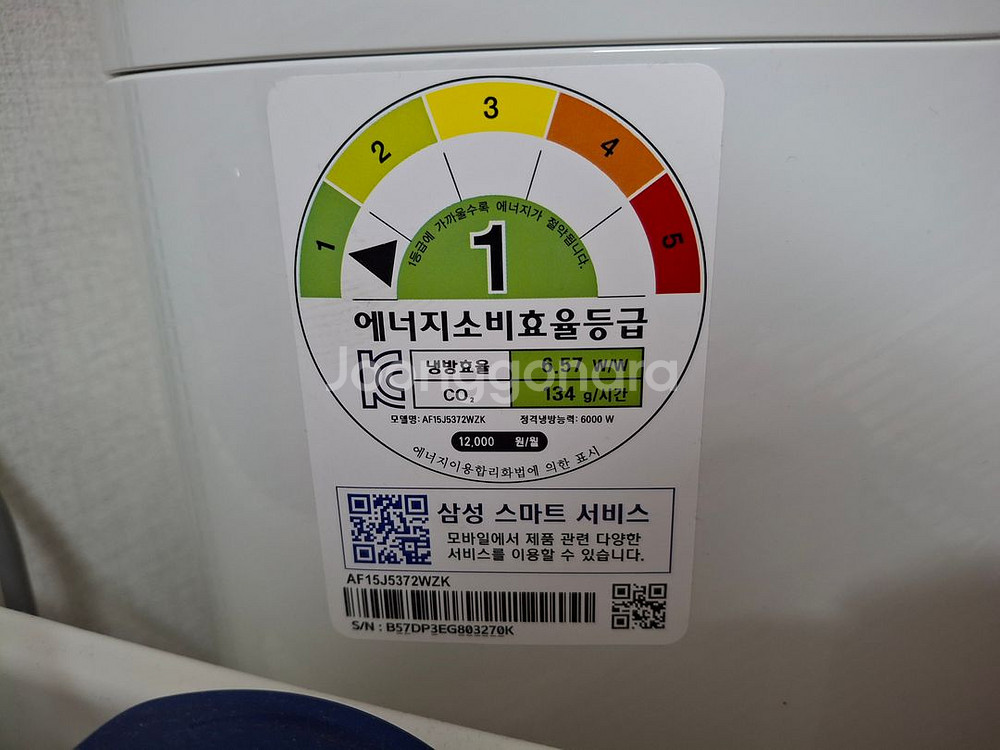 1
2
3
4
5
1등급에 가까울수록 에너지가 절약됩니다.
1
에너지소비효율등급
냉방효율 6.57 W/W
CO₂ 134 g/시간
Joonggonara
모델명: AF15J5372WZK 정격냉방능력: 6000 W
12,000 원/월
에너지이용합리화법에 의한 표시
삼성 스마트 서비스
모바일에서 제품 관련 다양한
서비스를 이용할 수 있습니다.
AF15J5372WZK
S/N : B57DP3EG803270K